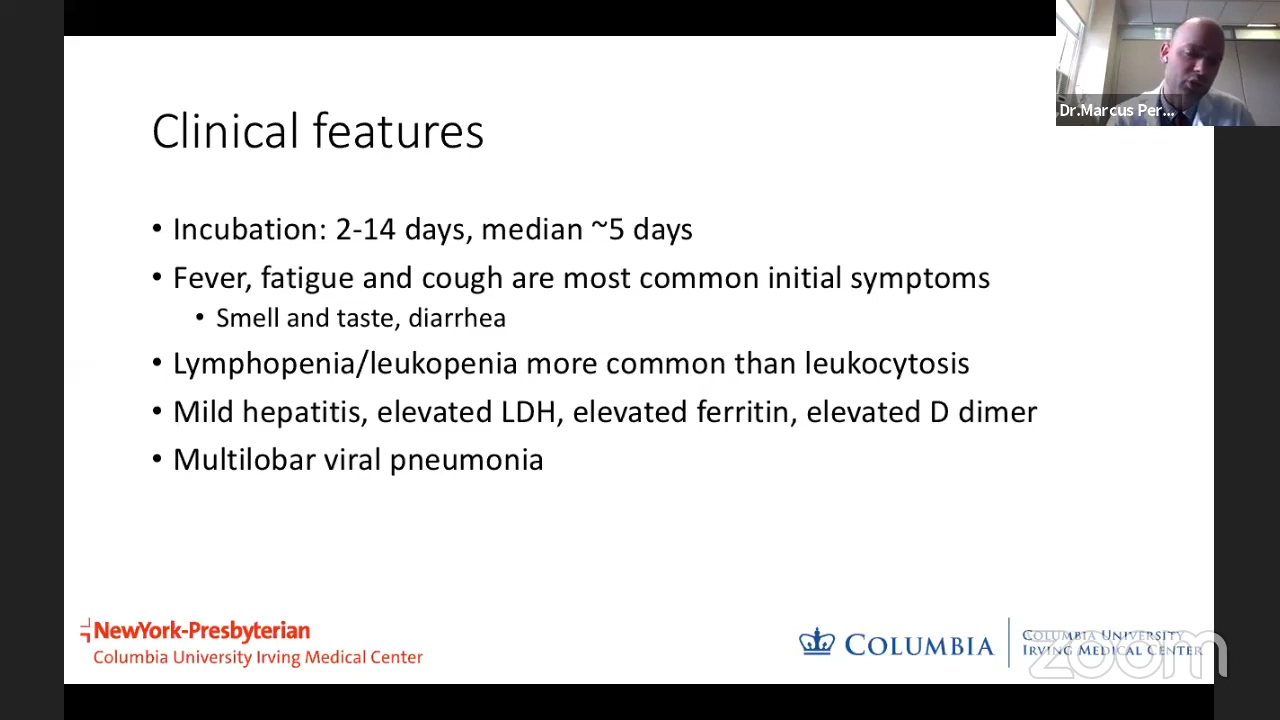 Dr.Marcus Per...
Clinical features
• Incubation: 2-14 days, median ~5 days
• Fever, fatigue and cough are most common initial symptoms
• Smell and taste, diarrhea
• Lymphopenia/leukopenia more common than leukocytosis
• Mild hepatitis, elevated LDH, elevated ferritin, elevated D dimer
• Multilobar viral pneumonia
NewYork-Presbyterian
Columbia University Irving Medical Center
COLUMBIA
COLUMBIA UNIVERSITY
IRVING MEDICAL CENTER
zoom